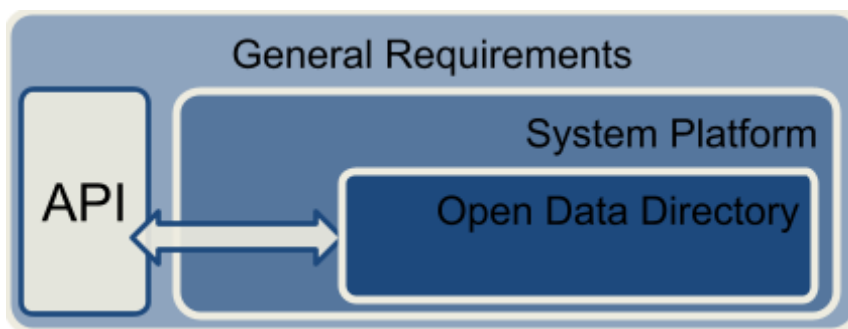 General Requirements
System Platform
API
Open Data Directory